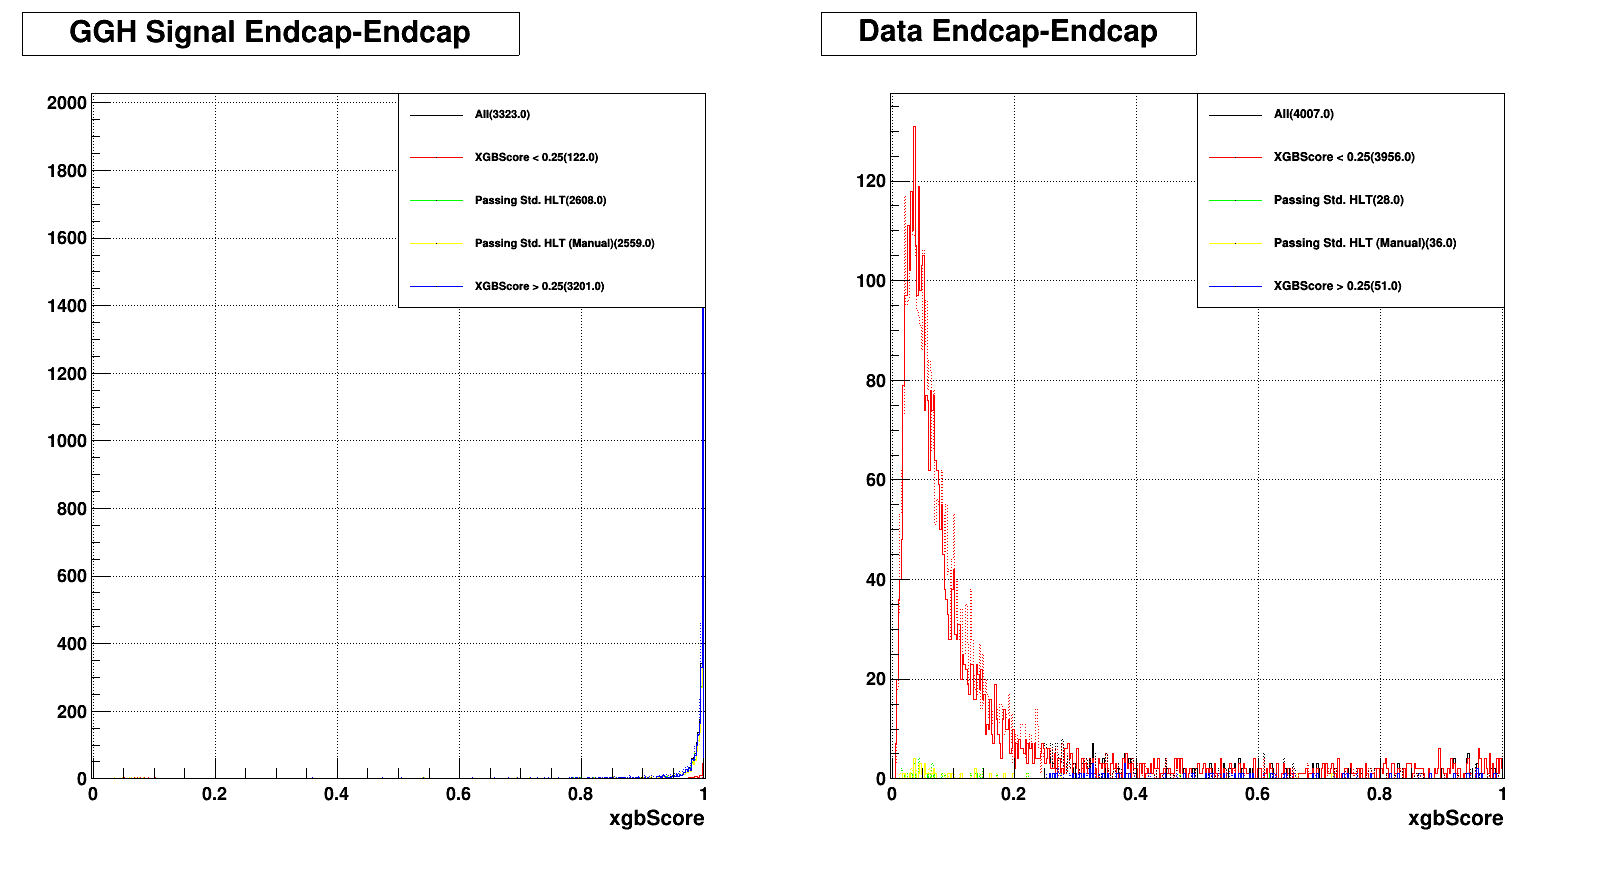 GGH Signal Endcap-Endcap
2000
1800
1600
1400
1200
1000
800
600
400
200
0
All(3323.0)
XGBScore < 0.25(122.0)
Passing Std. HLT(2608.0)
Passing Std. HLT (Manual)(2559.0)
XGBScore > 0.25(3201.0)
0 0.2 0.4 0.6 0.8 1
xgbScore
Data Endcap-Endcap
120
100
80
60
40
20
0
All(4007.0)
XGBScore < 0.25(3956.0)
Passing Std. HLT(28.0)
Passing Std. HLT (Manual)(36.0)
XGBScore > 0.25(51.0)
0 0.2 0.4 0.6 0.8 1
xgbScore